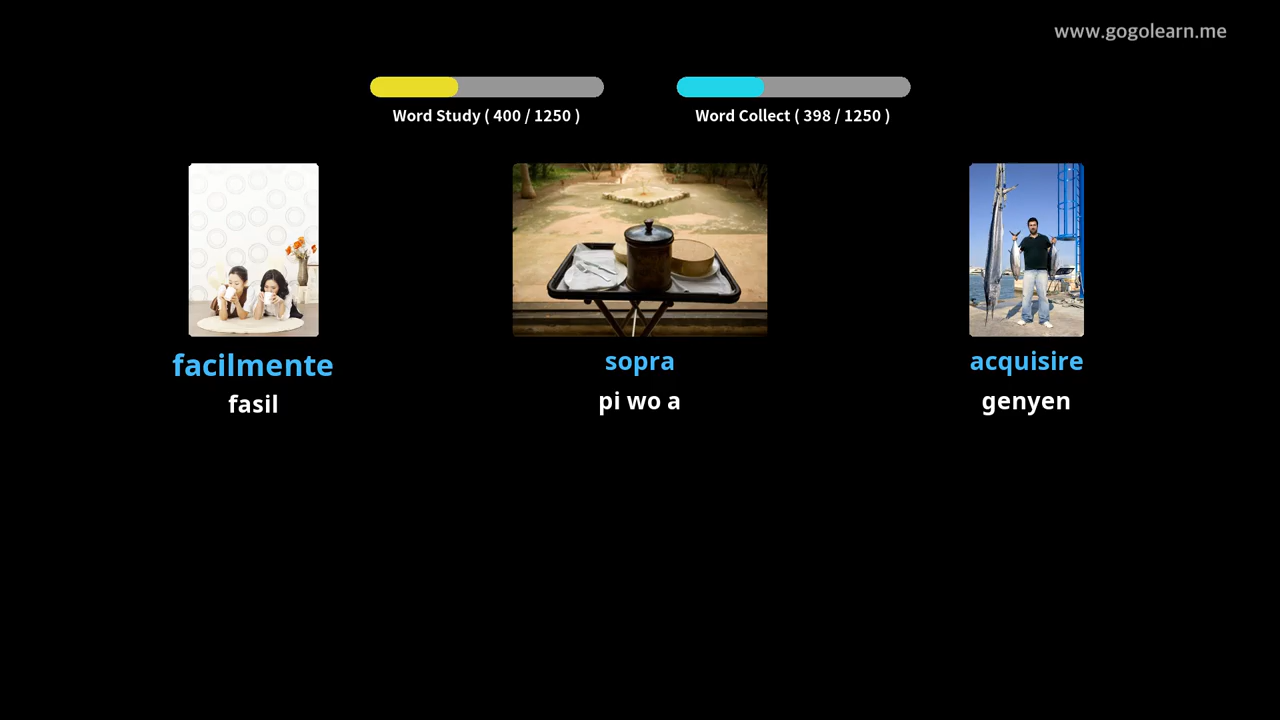 www.gogolearn.me
Word Study ( 400 / 1250 )
Word Collect ( 398 / 1250 )
facilmente
fasil
sopra
pi wo a
acquisire
genyen